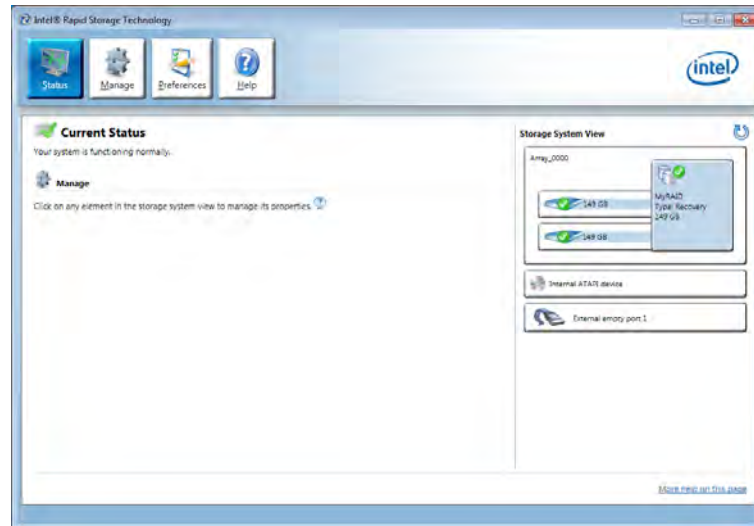 Intel® Rapid Storage Technology
Status
Manage
Preferences
Help
intel
Current Status
Your system is functioning normally.
Manage
Click on any element in the storage system view to manage its properties.
Storage System View
Array_0000
149 GB
149 GB
MyRAID
Type: Recovery
149 GB
Internal ATAPI device
External empty port 1
More help on this page